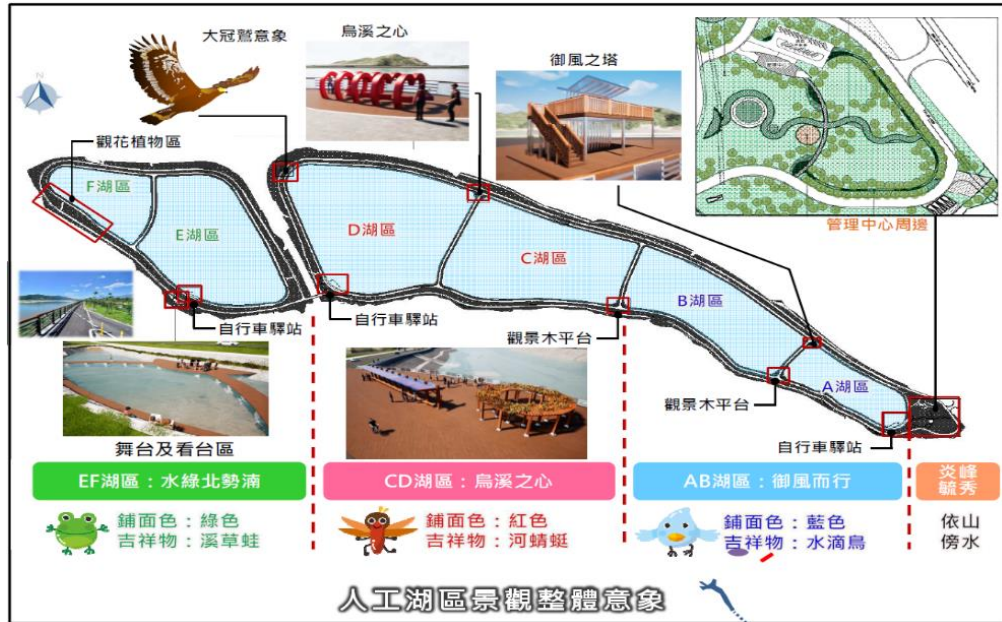 大冠鷲意象
烏溪之心
御風之塔
N
觀花植物區
F湖區
E湖區
D湖區
C湖區
B湖區
A湖區
管理中心周邊
自行車驛站
自行車驛站
觀景木平台
觀景木平台
自行車驛站
舞台及看台區
EF湖區：水綠北勢湳
CD湖區：烏溪之心
AB湖區：御風而行
炎峰
毓秀
鋪面色：綠色
吉祥物：溪草蛙
鋪面色：紅色
吉祥物：河蜻蜓
鋪面色：藍色
吉祥物：水滴鳥
依山
傍水
人工湖區景觀整體意象